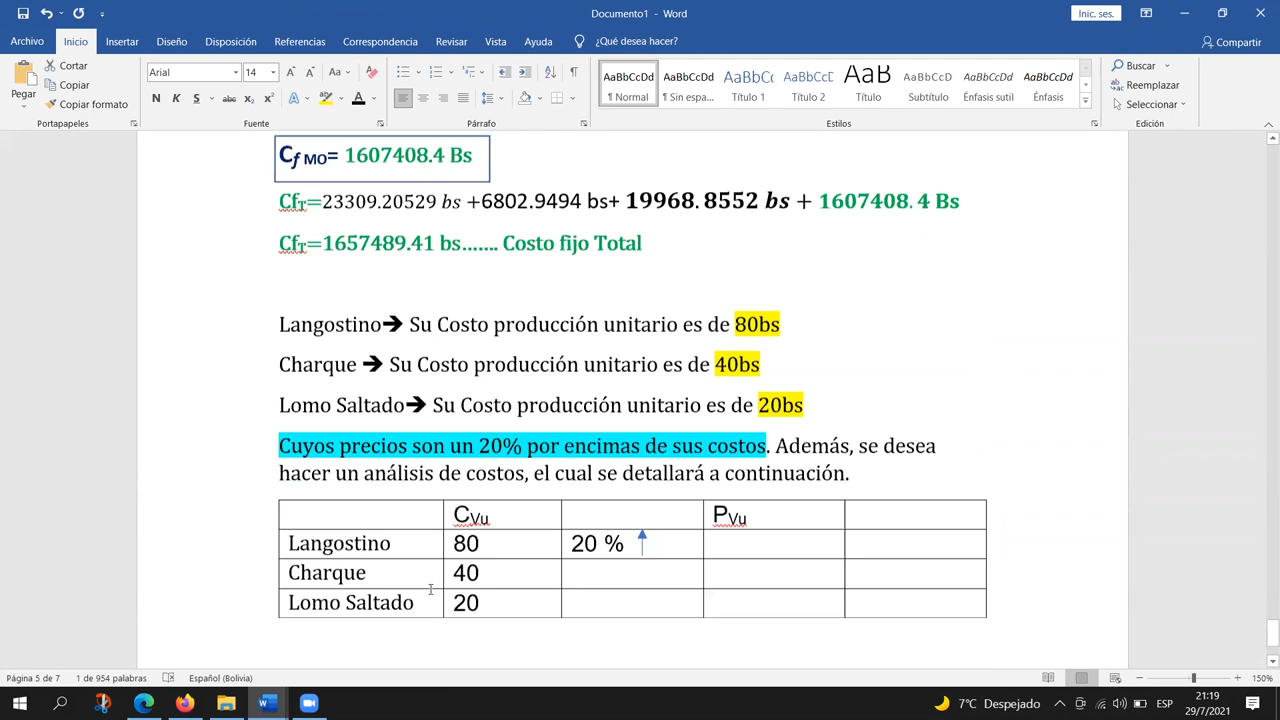 Documento1 - Word
Inic. ses.
Archivo Inicio Insertar Diseño Disposición Referencias Correspondencia Revisar Vista Ayuda ¿Qué desea hacer? Compartir
Pegar
Cortar
Copiar
Copiar formato
Portapapeles
Arial 14
N K S abc x₂ x²
Fuente
Párrafo
AaBbCcDd AaBbCcDd AaBbCc AaBbCcE AaB AaBbCcD AaBbCcDd AaBbCcDd
¶ Normal ¶ Sin espa... Título 1 Título 2 Título Subtítulo Énfasis sutil Énfasis
Estilos
Buscar
Reemplazar
Seleccionar
Edición
Cf MO= 1607408.4 Bs
CfT=23309.20529 bs +6802.9494 bs+ 19968.8552 bs + 1607408.4 Bs
CfT=1657489.41 bs……. Costo fijo Total
Langostino➔ Su Costo producción unitario es de 80bs
Charque ➔ Su Costo producción unitario es de 40bs
Lomo Saltado➔ Su Costo producción unitario es de 20bs
Cuyos precios son un 20% por encimas de sus costos. Además, se desea
hacer un análisis de costos, el cual se detallará a continuación.
CVu PVu
Langostino 80 20 %
Charque 40
Lomo Saltado 20
Página 5 de 7 1 de 954 palabras Español (Bolivia) 150%
7°C Despejado ESP 21:19
29/7/2021